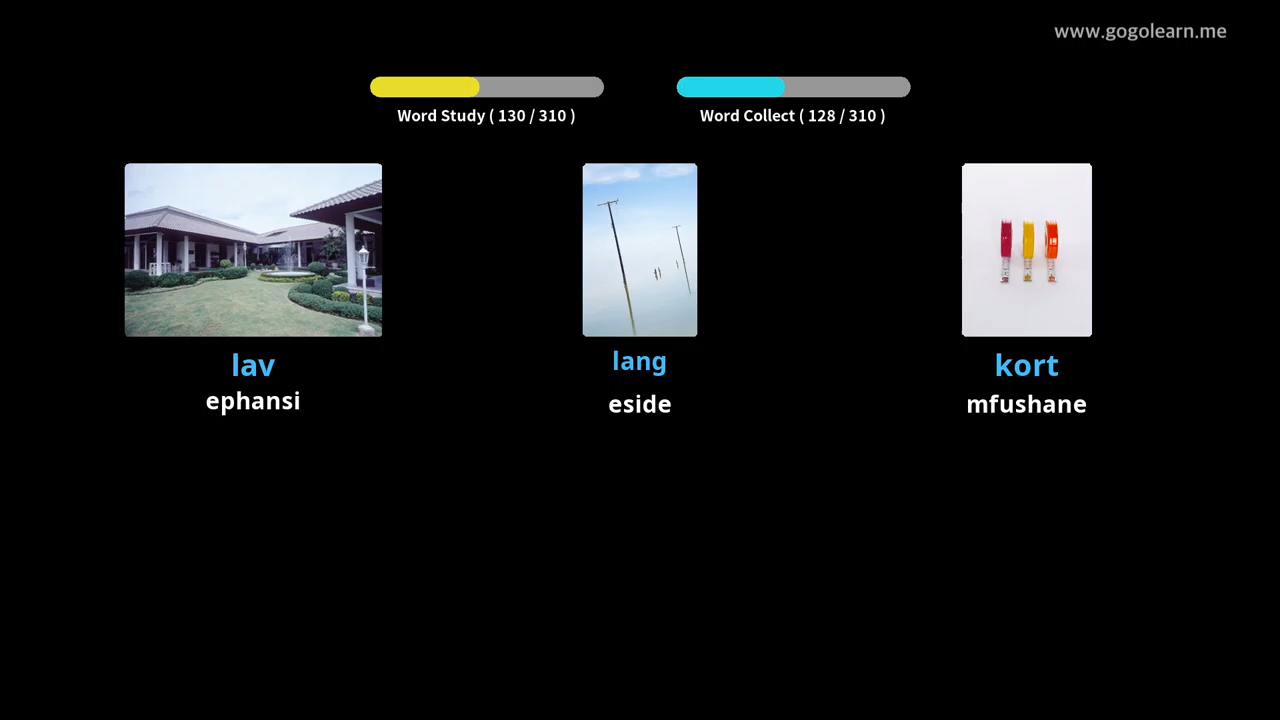 www.gogolearn.me
Word Study ( 130 / 310 )
Word Collect ( 128 / 310 )
lav
ephansi
lang
eside
kort
mfushane